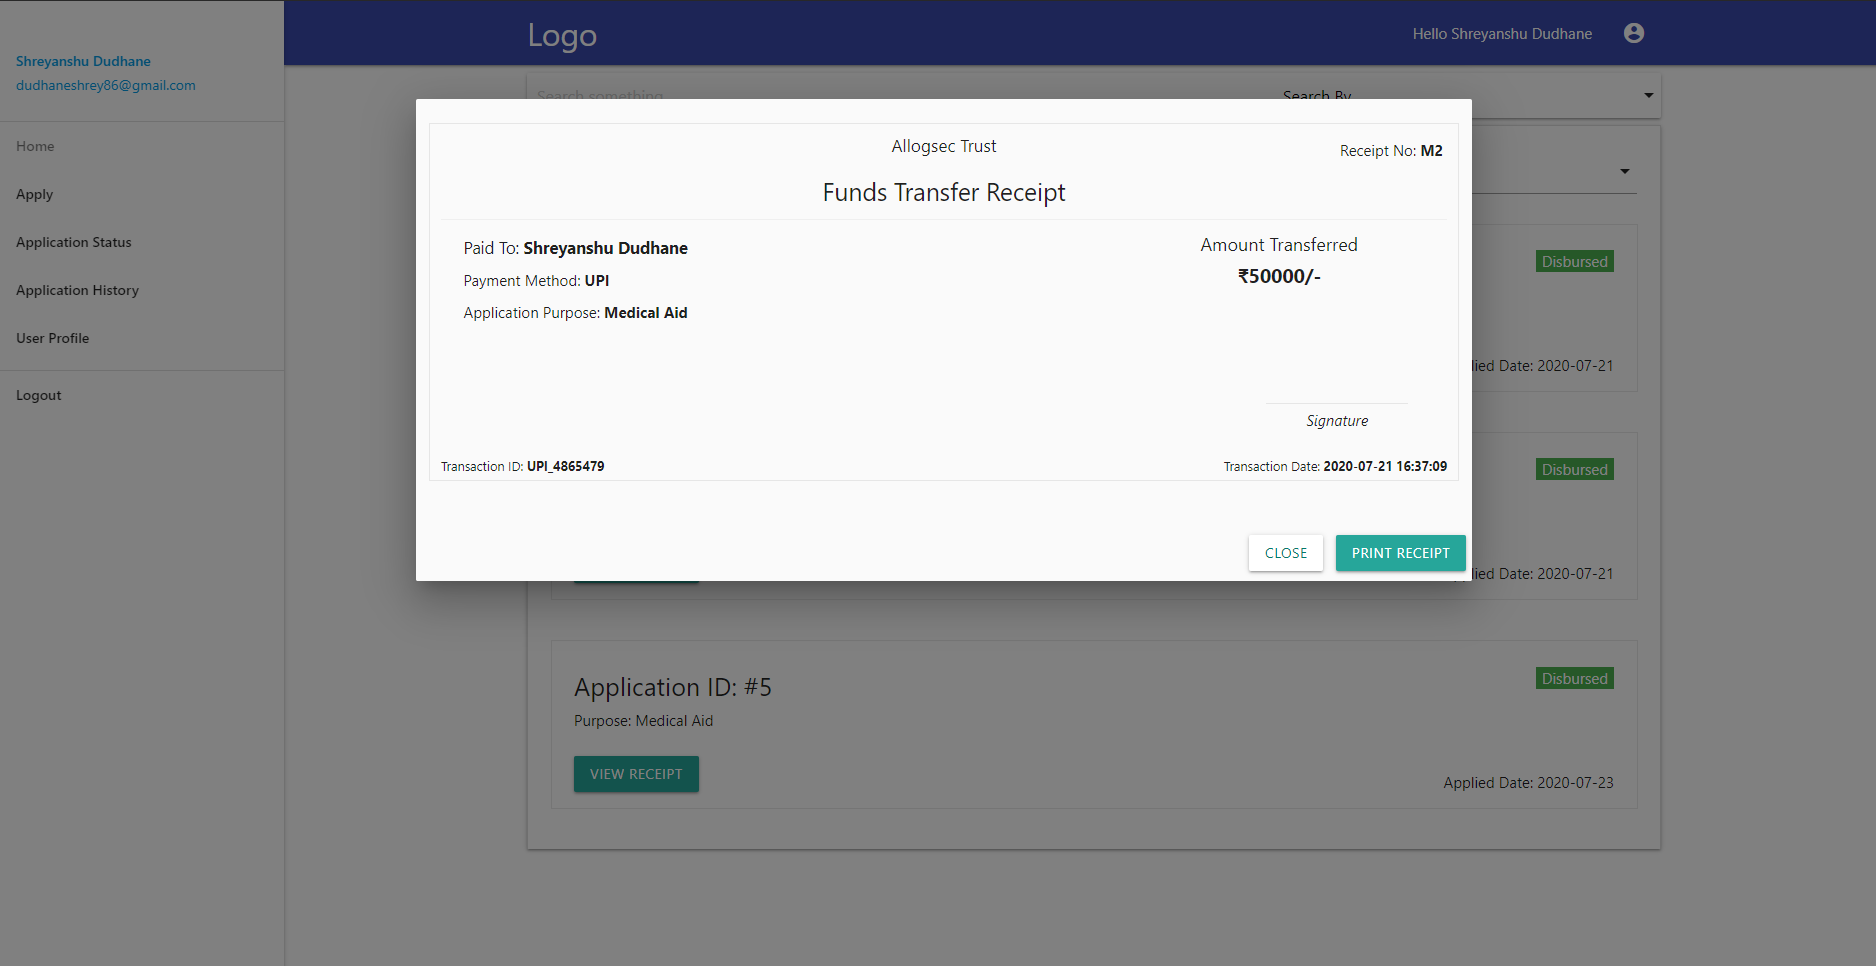 Logo
Hello Shreyanshu Dudhane
Shreyanshu Dudhane
dudhaneshrey86@gmail.com
Home
Apply
Application Status
Application History
User Profile
Logout
Search something
Search By
Allogsec Trust
Receipt No: M2
Funds Transfer Receipt
Paid To: Shreyanshu Dudhane
Payment Method: UPI
Application Purpose: Medical Aid
Amount Transferred
₹50000/-
Signature
Transaction ID: UPI_4865479
Transaction Date: 2020-07-21 16:37:09
CLOSE
PRINT RECEIPT
Disbursed
Date: 2020-07-21
Disbursed
Date: 2020-07-21
Application ID: #5
Disbursed
Purpose: Medical Aid
VIEW RECEIPT
Applied Date: 2020-07-23